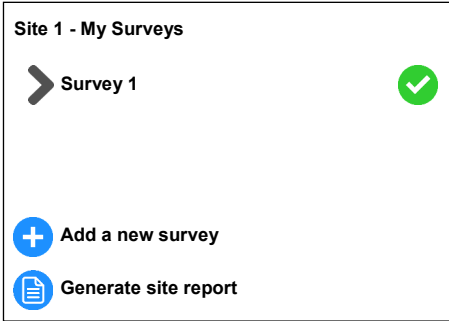 Site 1 - My Surveys
Survey 1
Add a new survey
Generate site report